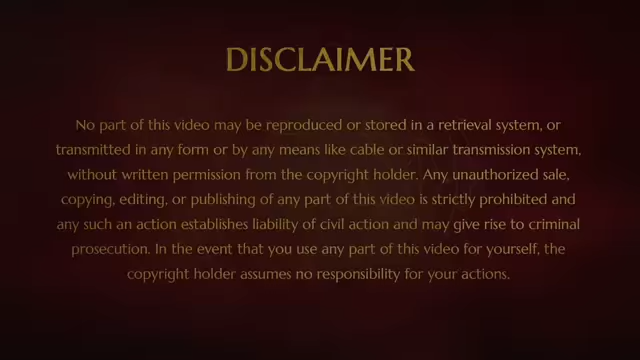 DISCLAIMER
No part of this video may be reproduced or stored in a retrieval system, or
transmitted in any form or by any means like cable or similar transmission system,
without written permission from the copyright holder. Any unauthorized sale,
copying, editing, or publishing of any part of this video is strictly prohibited and
any such an action establishes liability of civil action and may give rise to criminal
prosecution. In the event that you use any part of this video for yourself, the
copyright holder assumes no responsibility for your actions.